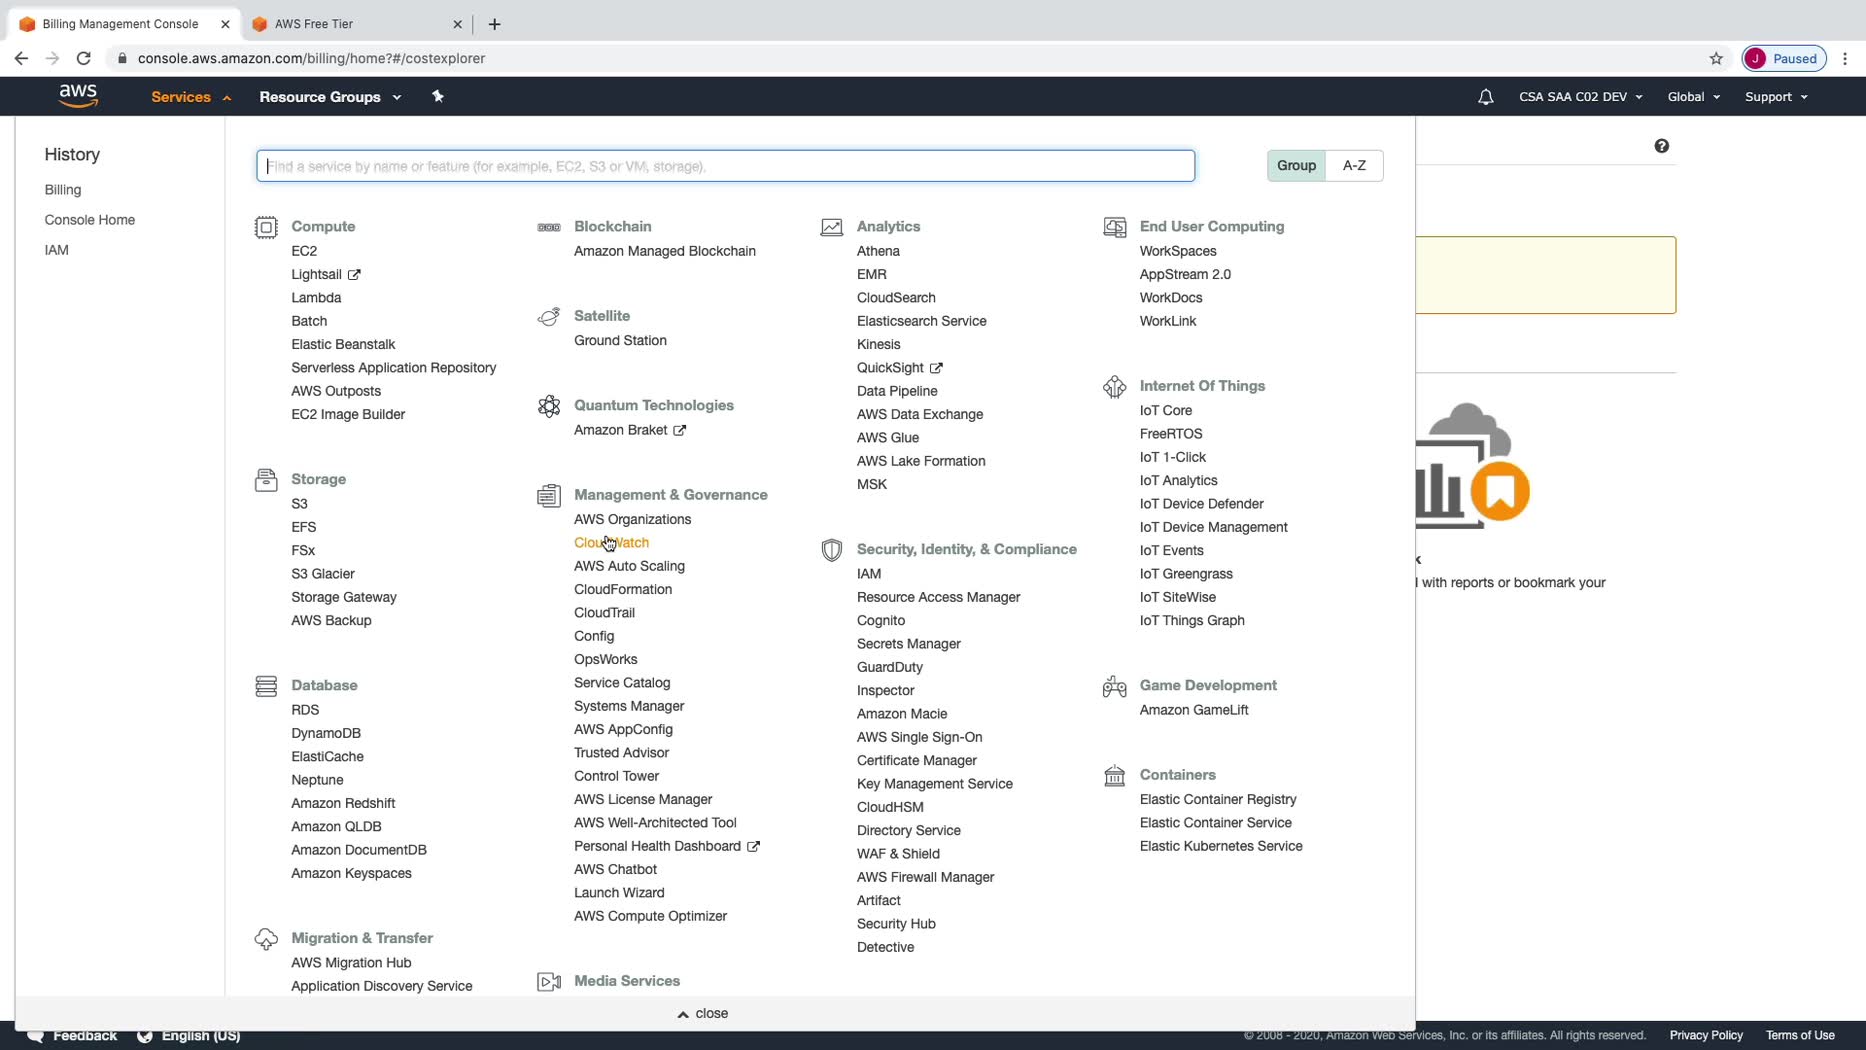 Billing Management Console
AWS Free Tier
console.aws.amazon.com/billing/home?#/costexplorer
J Paused
aws
Services
Resource Groups
CSA SAA C02 DEV
Global
Support
History
Billing
Console Home
IAM
Find a service by name or feature (for example, EC2, S3 or VM, storage).
Group
A-Z
Compute
EC2
Lightsail
Lambda
Batch
Elastic Beanstalk
Serverless Application Repository
AWS Outposts
EC2 Image Builder
Storage
S3
EFS
FSx
S3 Glacier
Storage Gateway
AWS Backup
Database
RDS
DynamoDB
ElastiCache
Neptune
Amazon Redshift
Amazon QLDB
Amazon DocumentDB
Amazon Keyspaces
Migration & Transfer
AWS Migration Hub
Application Discovery Service
Blockchain
Amazon Managed Blockchain
Satellite
Ground Station
Quantum Technologies
Amazon Braket
Management & Governance
AWS Organizations
CloudWatch
AWS Auto Scaling
CloudFormation
CloudTrail
Config
OpsWorks
Service Catalog
Systems Manager
AWS AppConfig
Trusted Advisor
Control Tower
AWS License Manager
AWS Well-Architected Tool
Personal Health Dashboard
AWS Chatbot
Launch Wizard
AWS Compute Optimizer
Media Services
Analytics
Athena
EMR
CloudSearch
Elasticsearch Service
Kinesis
QuickSight
Data Pipeline
AWS Data Exchange
AWS Glue
AWS Lake Formation
MSK
Security, Identity, & Compliance
IAM
Resource Access Manager
Cognito
Secrets Manager
GuardDuty
Inspector
Amazon Macie
AWS Single Sign-On
Certificate Manager
Key Management Service
CloudHSM
Directory Service
WAF & Shield
AWS Firewall Manager
Artifact
Security Hub
Detective
End User Computing
WorkSpaces
AppStream 2.0
WorkDocs
WorkLink
Internet Of Things
IoT Core
FreeRTOS
IoT 1-Click
IoT Analytics
IoT Device Defender
IoT Device Management
IoT Events
IoT Greengrass
IoT SiteWise
IoT Things Graph
Game Development
Amazon GameLift
Containers
Elastic Container Registry
Elastic Container Service
Elastic Kubernetes Service
with reports or bookmark your
close
Feedback
English (US)
© 2008 - 2020, Amazon Web Services, Inc. or its affiliates. All rights reserved.
Privacy Policy
Terms of Use